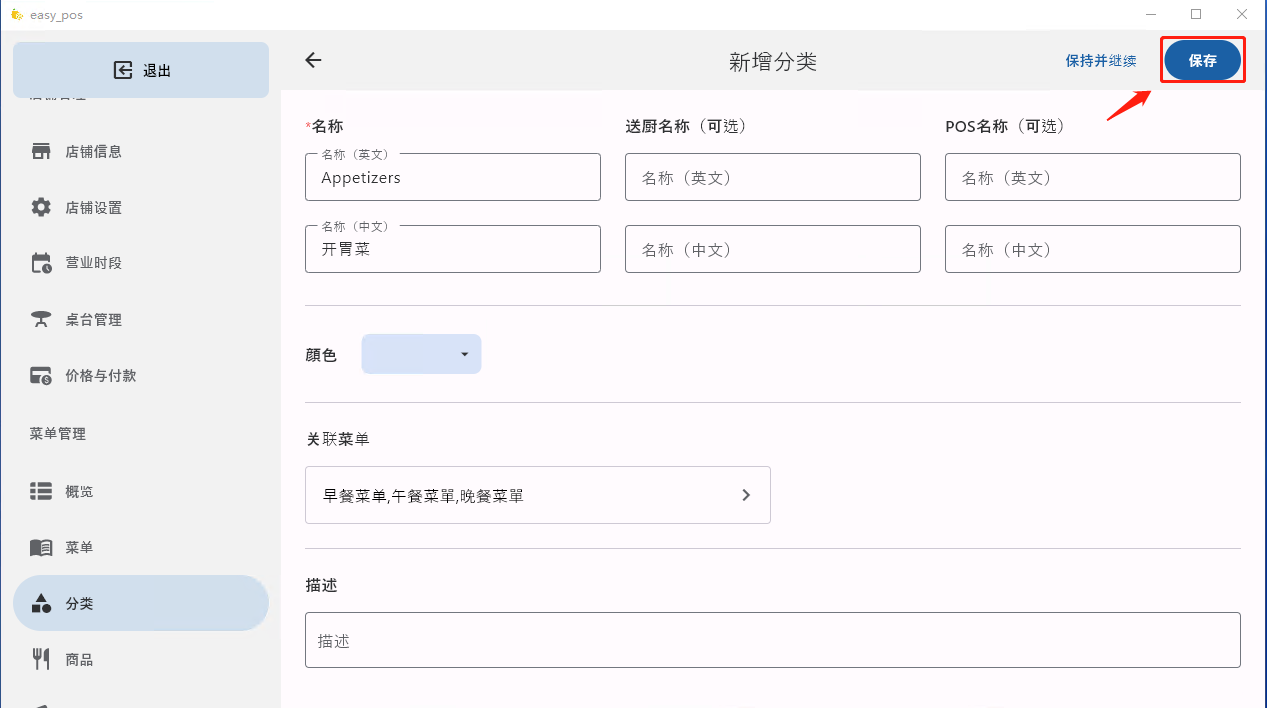 easy_pos
退出
店铺信息
店铺设置
营业时段
桌台管理
价格与付款
菜单管理
概览
菜单
分类
商品
新增分类
保持并继续
保存
*名称
送厨名称（可选）
POS名称（可选）
名称（英文）
Appetizers
名称（英文）
名称（英文）
名称（中文）
开胃菜
名称（中文）
名称（中文）
颜色
关联菜单
早餐菜单,午餐菜單,晚餐菜單
描述
描述